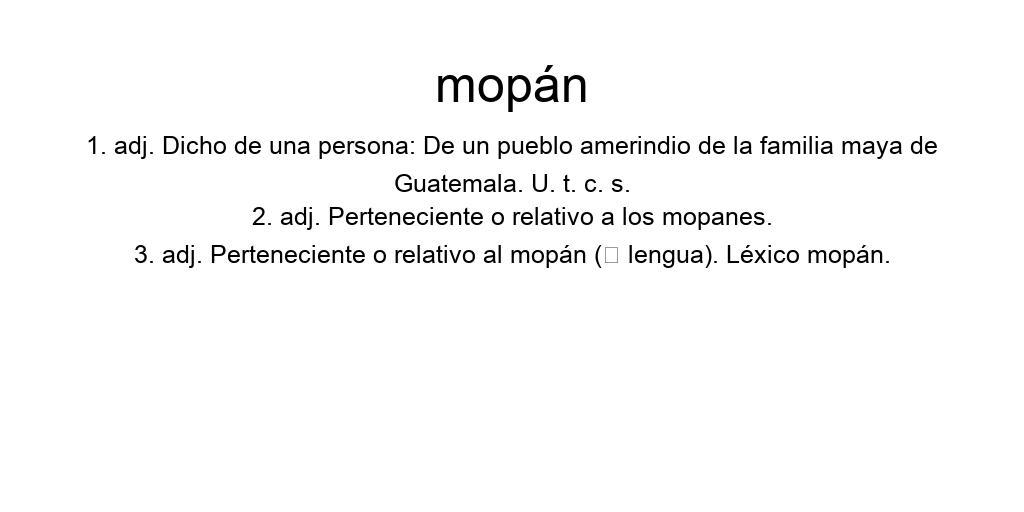 mopán
1. adj. Dicho de una persona: De un pueblo amerindio de la familia maya de
Guatemala. U. t. c. s.
2. adj. Perteneciente o relativo a los mopanes.
3. adj. Perteneciente o relativo al mopán (□ lengua). Léxico mopán.